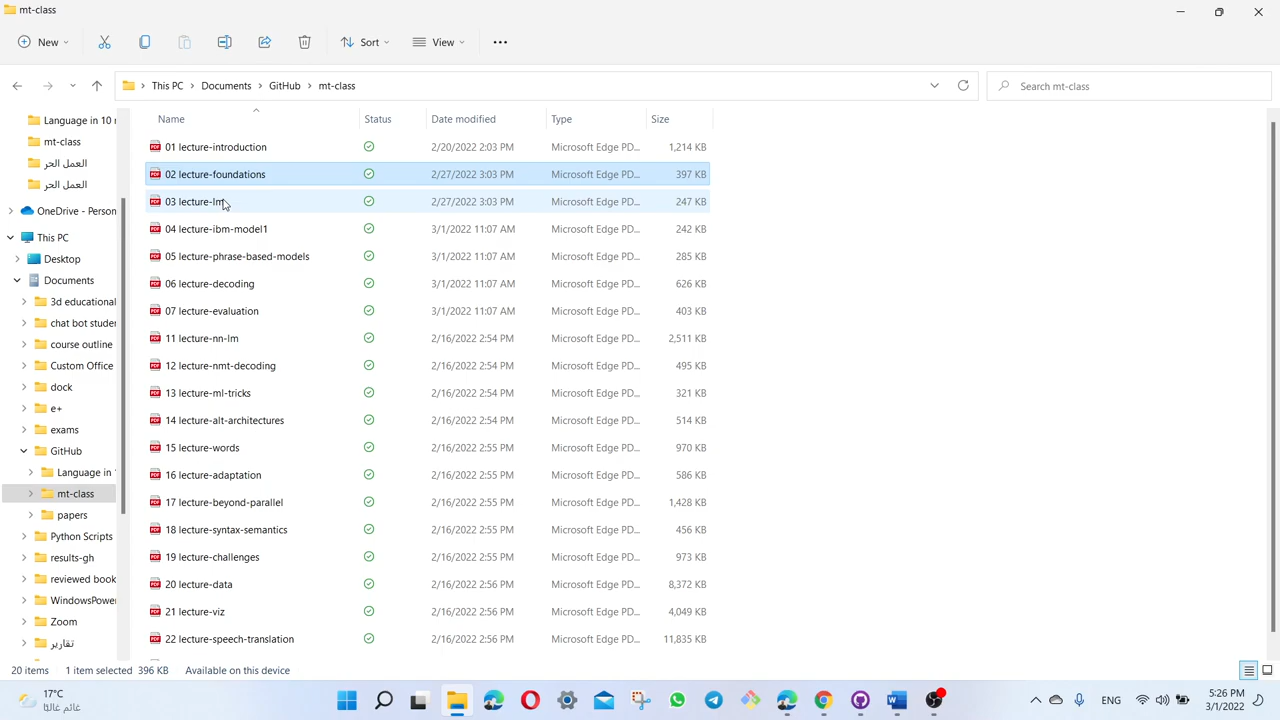 mt-class
New
Sort
View
This PC > Documents > GitHub > mt-class
Search mt-class
Name Status Date modified Type Size
Language in 10 r
mt-class
العمل الحر
العمل الحر
OneDrive - Person
This PC
Desktop
Documents
3d educational
chat bot studer
course outline
Custom Office
dock
e+
exams
GitHub
Language in
mt-class
papers
Python Scripts
results-gh
reviewed book
WindowsPower
Zoom
تقارير
01 lecture-introduction 2/20/2022 2:03 PM Microsoft Edge PD... 1,214 KB
02 lecture-foundations 2/27/2022 3:03 PM Microsoft Edge PD... 397 KB
03 lecture-lm 2/27/2022 3:03 PM Microsoft Edge PD... 247 KB
04 lecture-ibm-model1 3/1/2022 11:07 AM Microsoft Edge PD... 242 KB
05 lecture-phrase-based-models 3/1/2022 11:07 AM Microsoft Edge PD... 285 KB
06 lecture-decoding 3/1/2022 11:07 AM Microsoft Edge PD... 626 KB
07 lecture-evaluation 3/1/2022 11:07 AM Microsoft Edge PD... 403 KB
11 lecture-nn-lm 2/16/2022 2:54 PM Microsoft Edge PD... 2,511 KB
12 lecture-nmt-decoding 2/16/2022 2:54 PM Microsoft Edge PD... 495 KB
13 lecture-ml-tricks 2/16/2022 2:54 PM Microsoft Edge PD... 321 KB
14 lecture-alt-architectures 2/16/2022 2:54 PM Microsoft Edge PD... 514 KB
15 lecture-words 2/16/2022 2:55 PM Microsoft Edge PD... 970 KB
16 lecture-adaptation 2/16/2022 2:55 PM Microsoft Edge PD... 586 KB
17 lecture-beyond-parallel 2/16/2022 2:55 PM Microsoft Edge PD... 1,428 KB
18 lecture-syntax-semantics 2/16/2022 2:55 PM Microsoft Edge PD... 456 KB
19 lecture-challenges 2/16/2022 2:55 PM Microsoft Edge PD... 973 KB
20 lecture-data 2/16/2022 2:56 PM Microsoft Edge PD... 8,372 KB
21 lecture-viz 2/16/2022 2:56 PM Microsoft Edge PD... 4,049 KB
22 lecture-speech-translation 2/16/2022 2:56 PM Microsoft Edge PD... 11,835 KB
20 items 1 item selected 396 KB Available on this device
17°C
غائم غالبًا
ENG
5:26 PM
3/1/2022